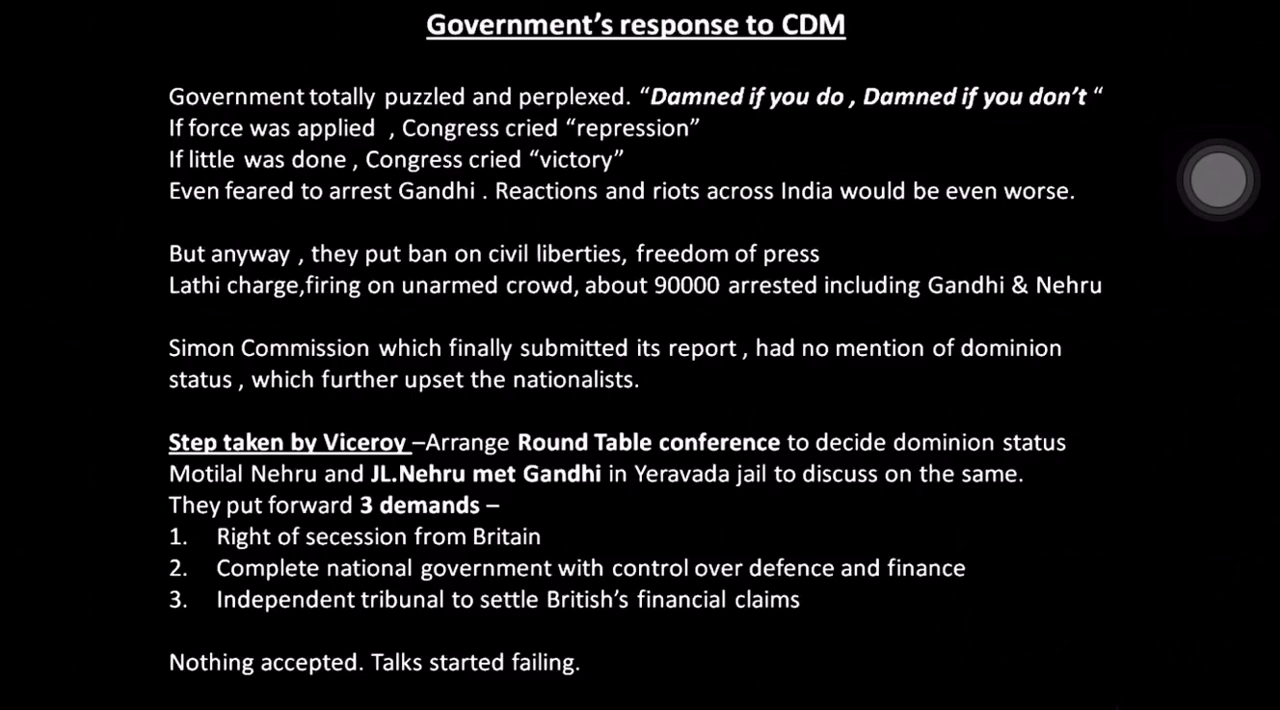 Government’s response to CDM
Government totally puzzled and perplexed. “Damned if you do , Damned if you don’t “
If force was applied , Congress cried “repression”
If little was done , Congress cried “victory”
Even feared to arrest Gandhi . Reactions and riots across India would be even worse.
But anyway , they put ban on civil liberties, freedom of press
Lathi charge,firing on unarmed crowd, about 90000 arrested including Gandhi & Nehru
Simon Commission which finally submitted its report , had no mention of dominion
status , which further upset the nationalists.
Step taken by Viceroy –Arrange Round Table conference to decide dominion status
Motilal Nehru and JL.Nehru met Gandhi in Yeravada jail to discuss on the same.
They put forward 3 demands –
1. Right of secession from Britain
2. Complete national government with control over defence and finance
3. Independent tribunal to settle British’s financial claims
Nothing accepted. Talks started failing.